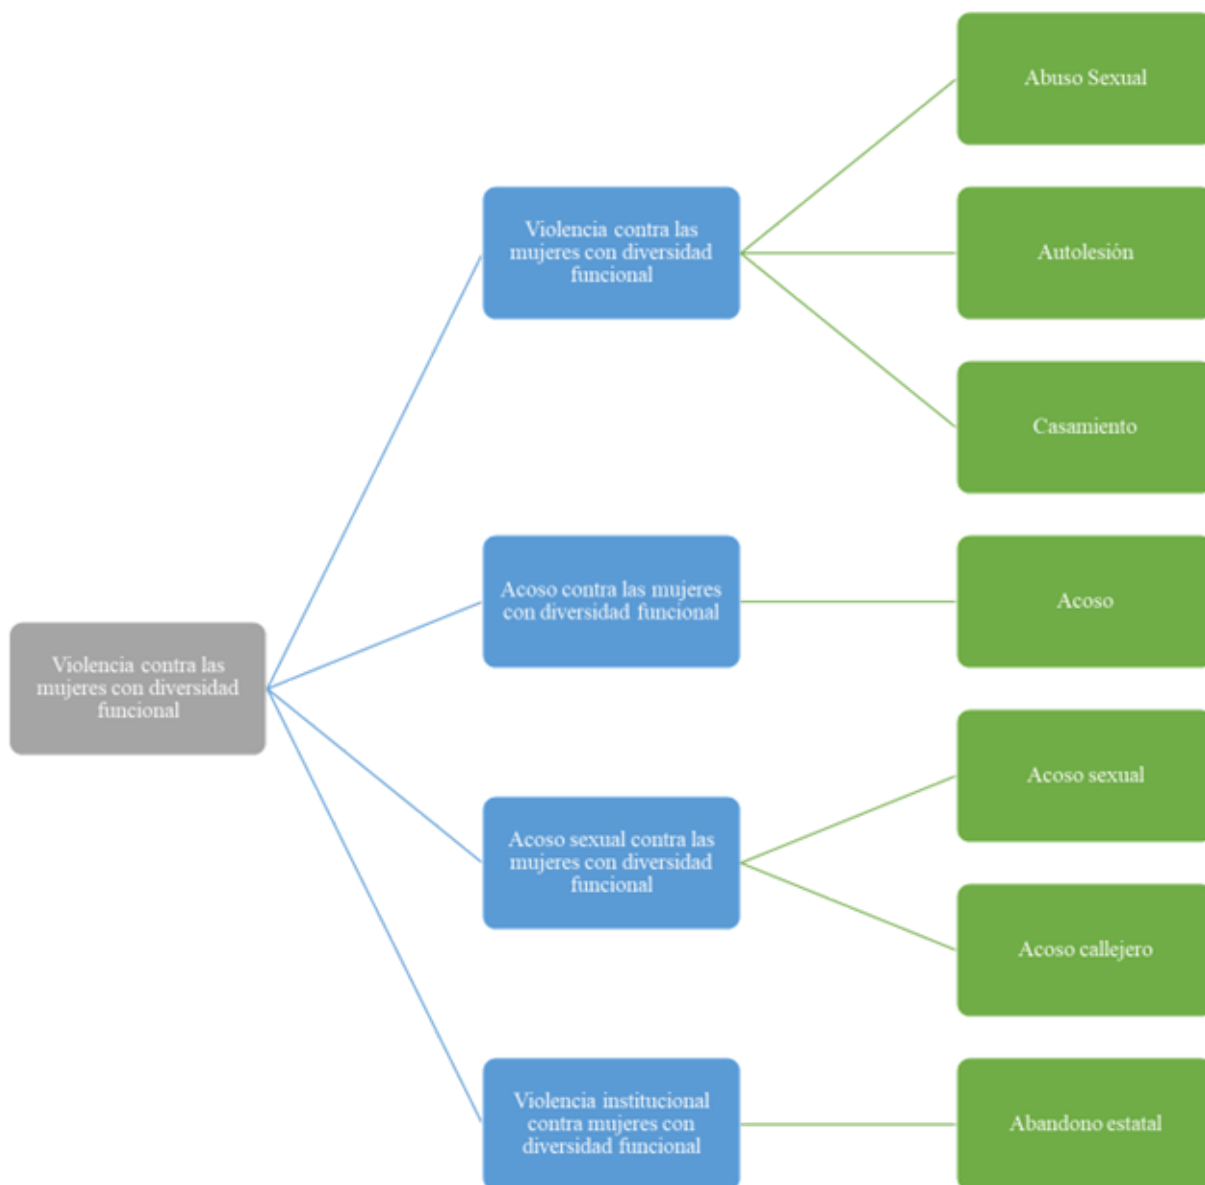 Violencia contra las
mujeres con diversidad
funcional
Violencia contra las
mujeres con diversidad
funcional
Abuso Sexual
Autolesión
Casamiento
Acoso contra las mujeres
con diversidad funcional
Acoso
Acoso sexual contra las
mujeres con diversidad
funcional
Acoso sexual
Acoso callejero
Violencia institucional
contra mujeres con
diversidad funcional
Abandono estatal